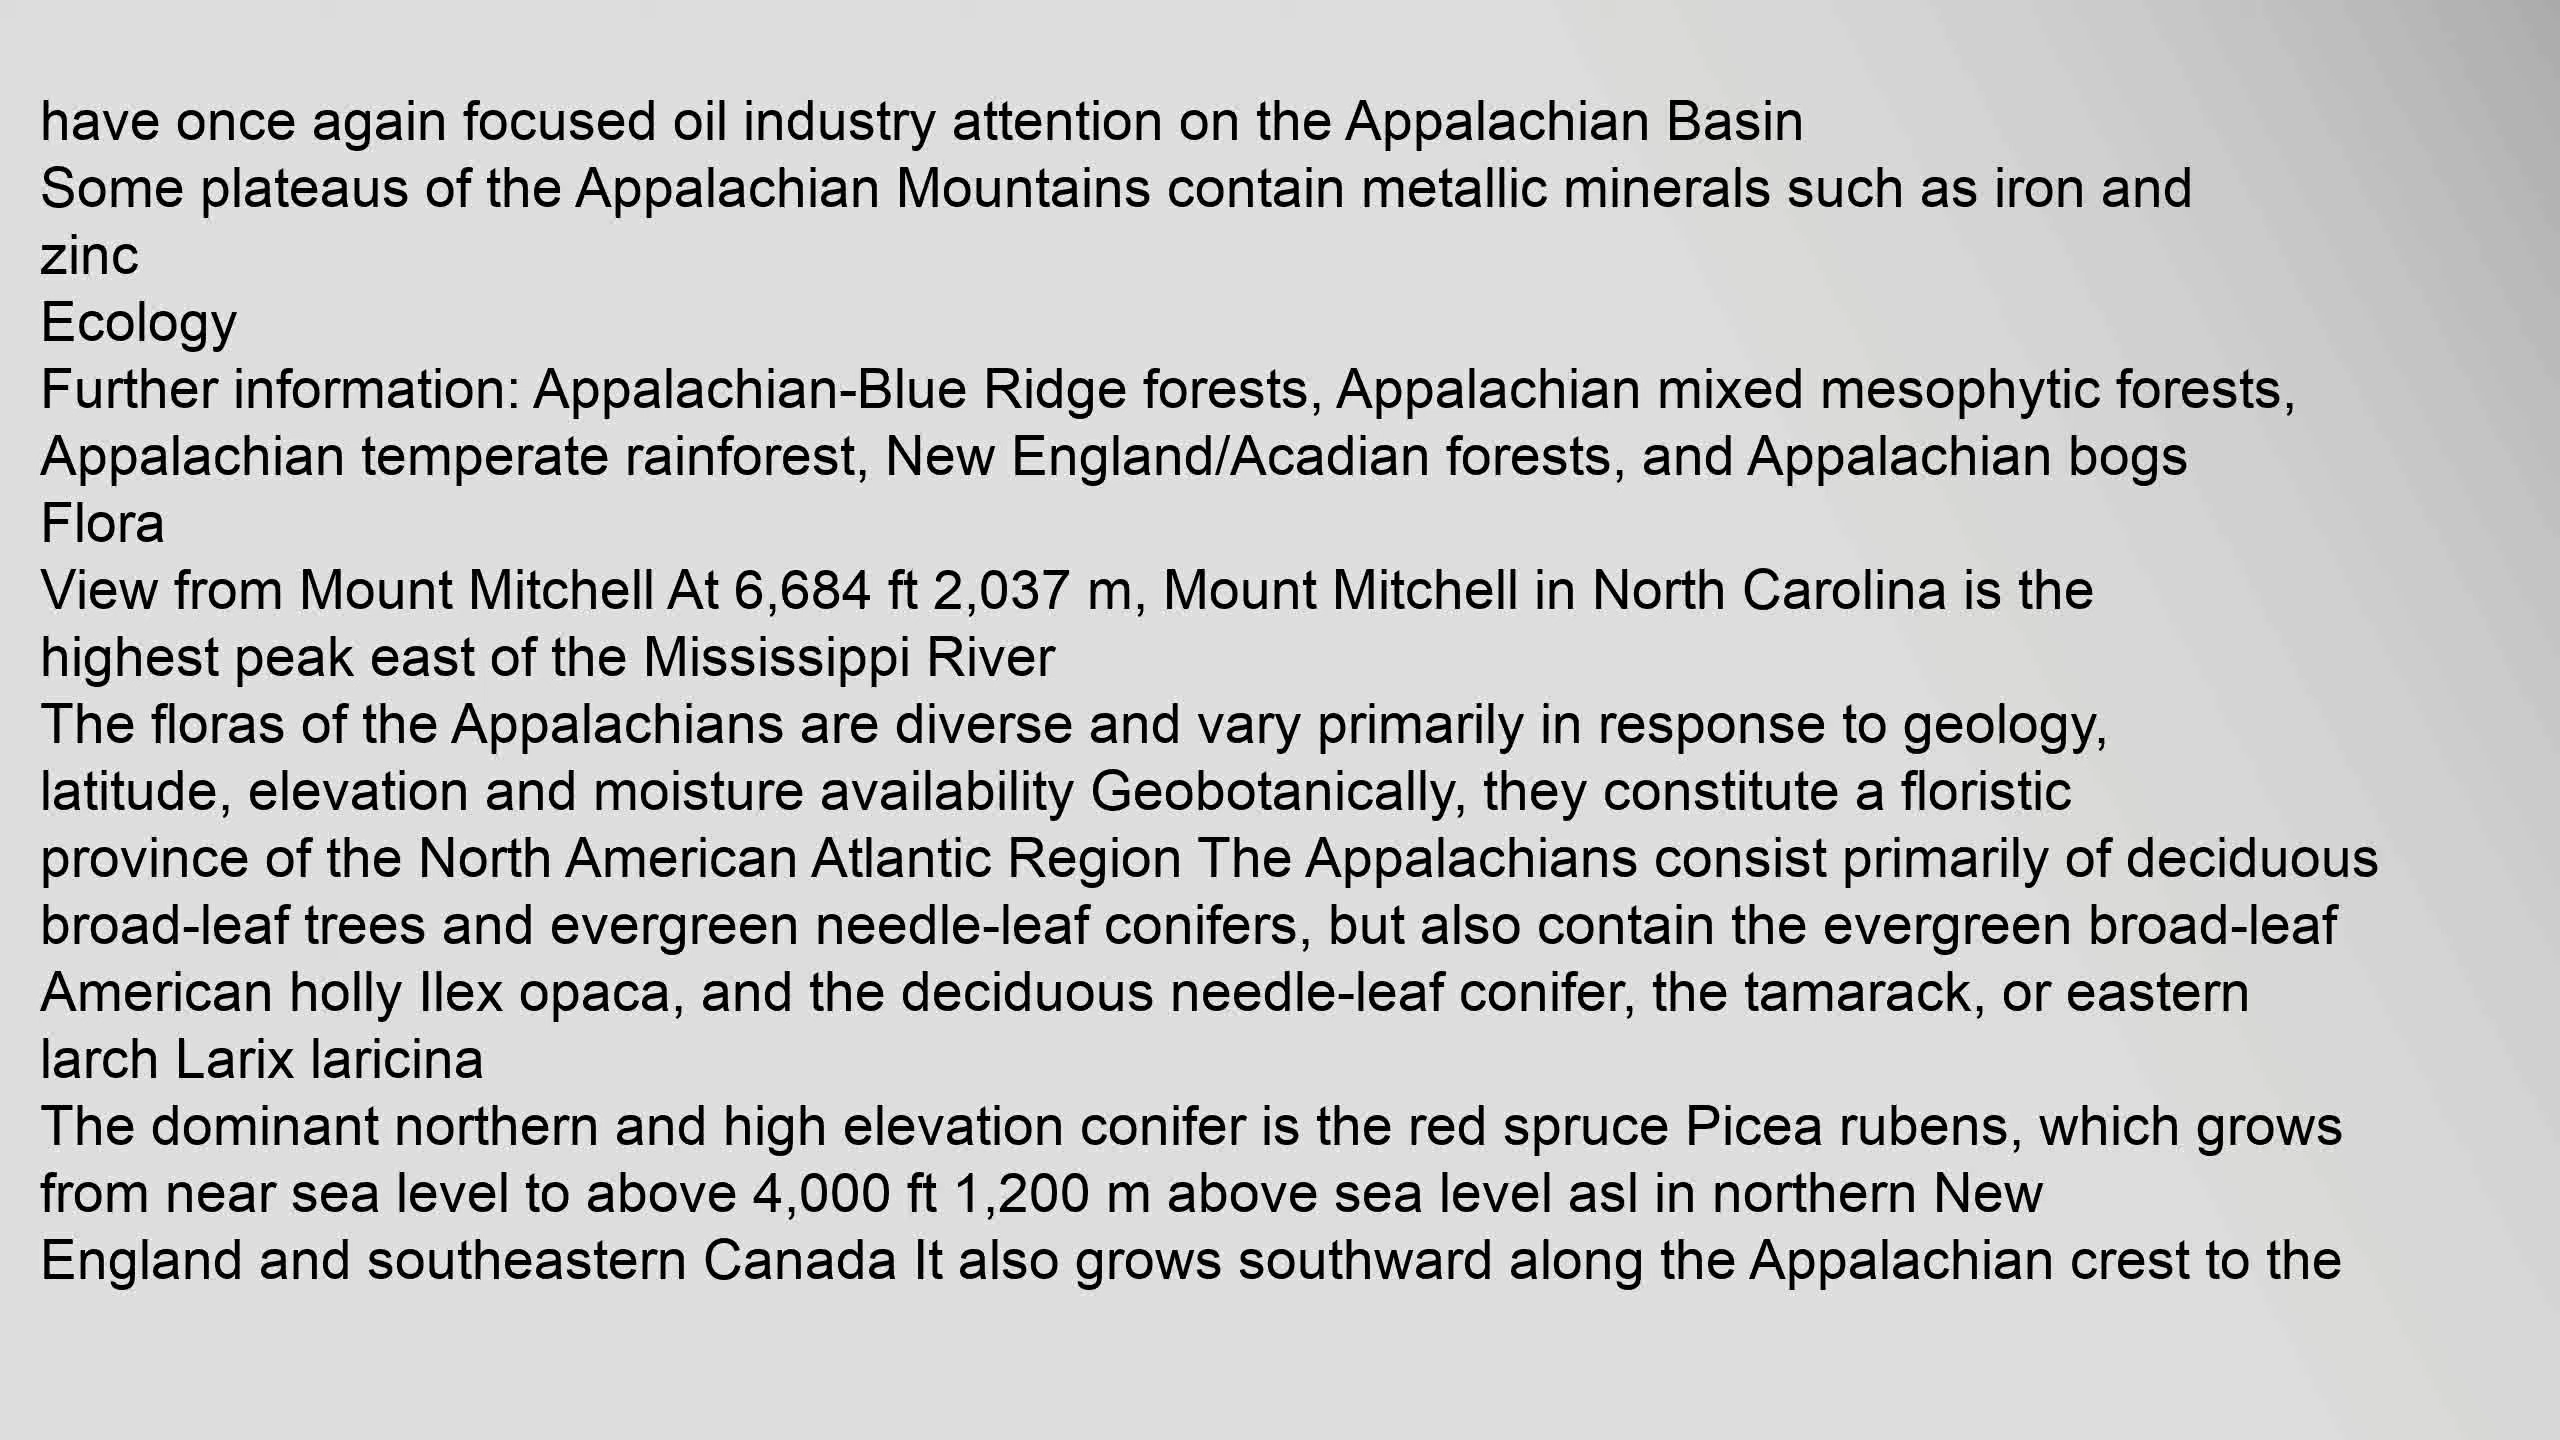 have once again focused oil industry attention on the Appalachian Basin
Some plateaus of the Appalachian Mountains contain metallic minerals such as iron and
zinc
Ecology
Further information: Appalachian-Blue Ridge forests, Appalachian mixed mesophytic forests,
Appalachian temperate rainforest, New England/Acadian forests, and Appalachian bogs
Flora
View from Mount Mitchell At 6,684 ft 2,037 m, Mount Mitchell in North Carolina is the
highest peak east of the Mississippi River
The floras of the Appalachians are diverse and vary primarily in response to geology,
latitude, elevation and moisture availability Geobotanically, they constitute a floristic
province of the North American Atlantic Region The Appalachians consist primarily of deciduous
broad-leaf trees and evergreen needle-leaf conifers, but also contain the evergreen broad-leaf
American holly Ilex opaca, and the deciduous needle-leaf conifer, the tamarack, or eastern
larch Larix laricina
The dominant northern and high elevation conifer is the red spruce Picea rubens, which grows
from near sea level to above 4,000 ft 1,200 m above sea level asl in northern New
England and southeastern Canada It also grows southward along the Appalachian crest to the